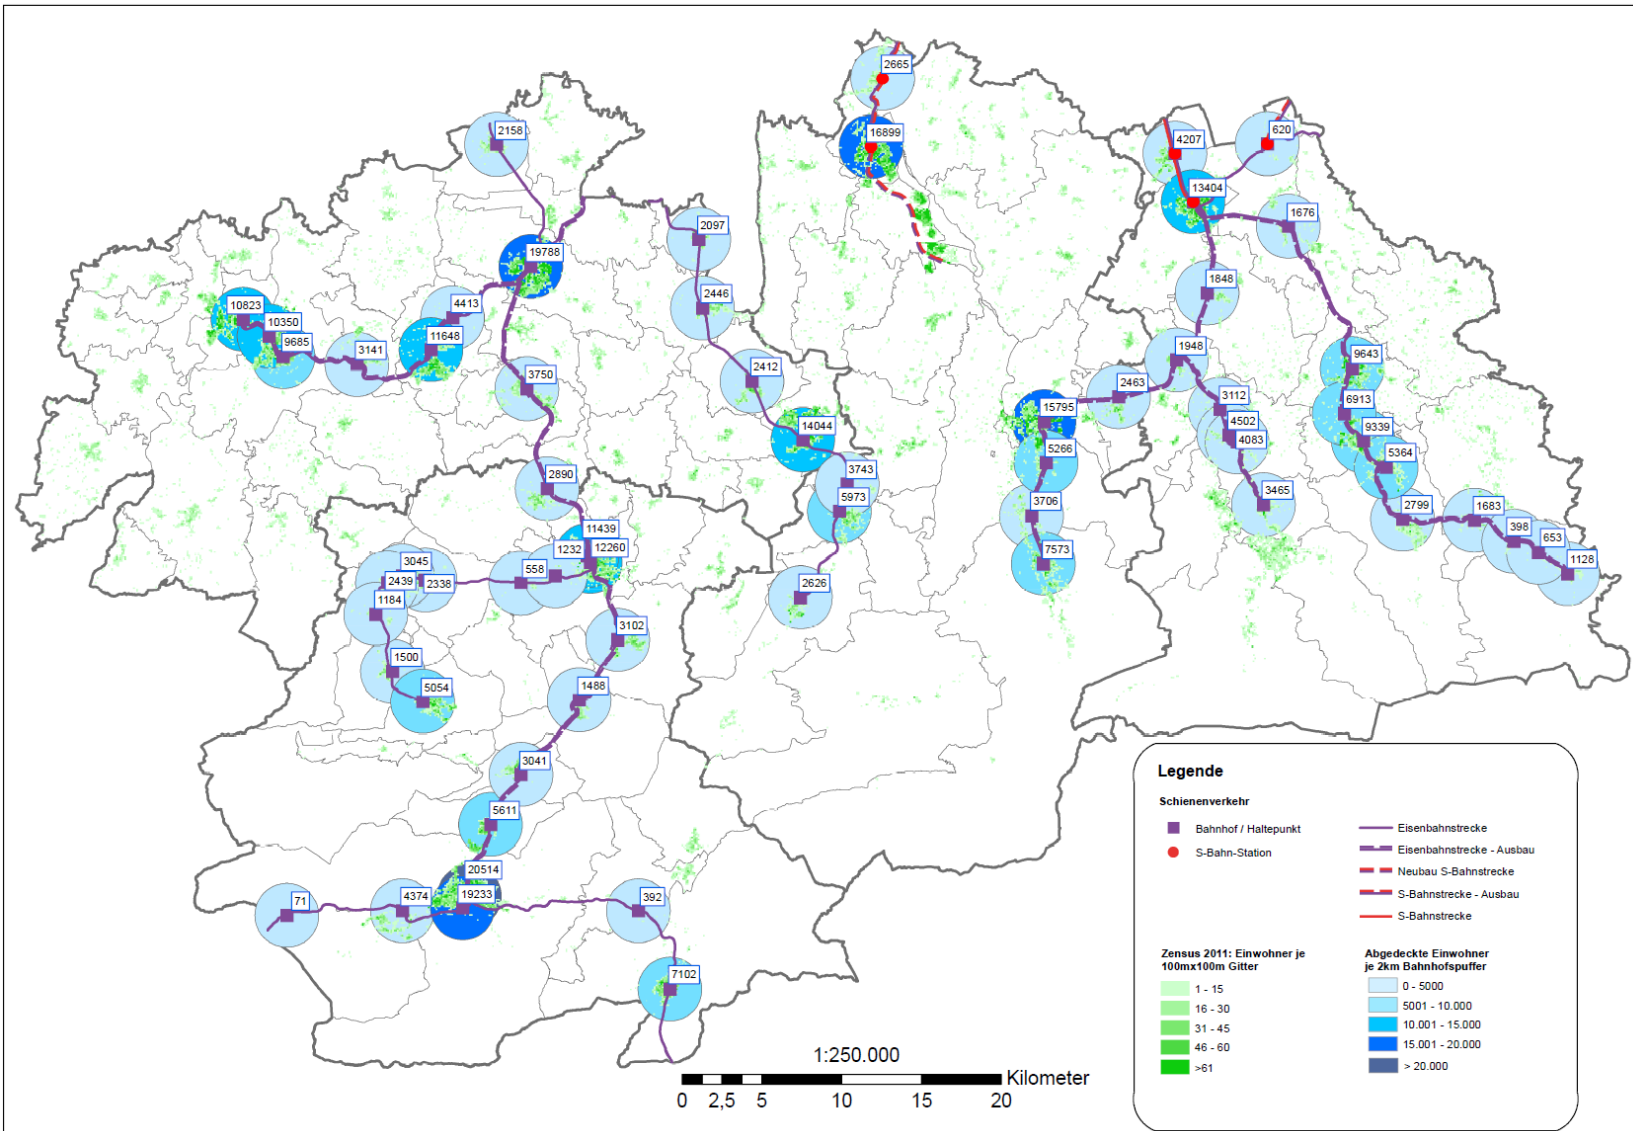 2665
2158
16899
620
4207
13404
1676
2097
19788
1848
2446
10823
4413
10350
11648
9685
3141
1948
2412
9643
3750
2463
3112
6913
15795
4502
14044
9339
4083
5266
5364
3743
2890
5973
3465
3706
2799
1683
11439
398
12260
1232
653
7573
3045
558
1128
2439
2338
2626
1184
3102
1500
5054
1488
3041
5611
20514
19233
4374
71
392
7102
Legende
Schienenverkehr
Bahnhof / Haltepunkt
S-Bahn-Station
Eisenbahnstrecke
Eisenbahnstrecke - Ausbau
Neubau S-Bahnstrecke
S-Bahnstrecke - Ausbau
S-Bahnstrecke
Zensus 2011: Einwohner je
100mx100m Gitter
1 - 15
16 - 30
31 - 45
46 - 60
>61
Abgedeckte Einwohner
je 2km Bahnhofspuffer
0 - 5000
5001 - 10.000
10.001 - 15.000
15.001 - 20.000
> 20.000
1:250.000
Kilometer
0 2,5 5 10 15 20